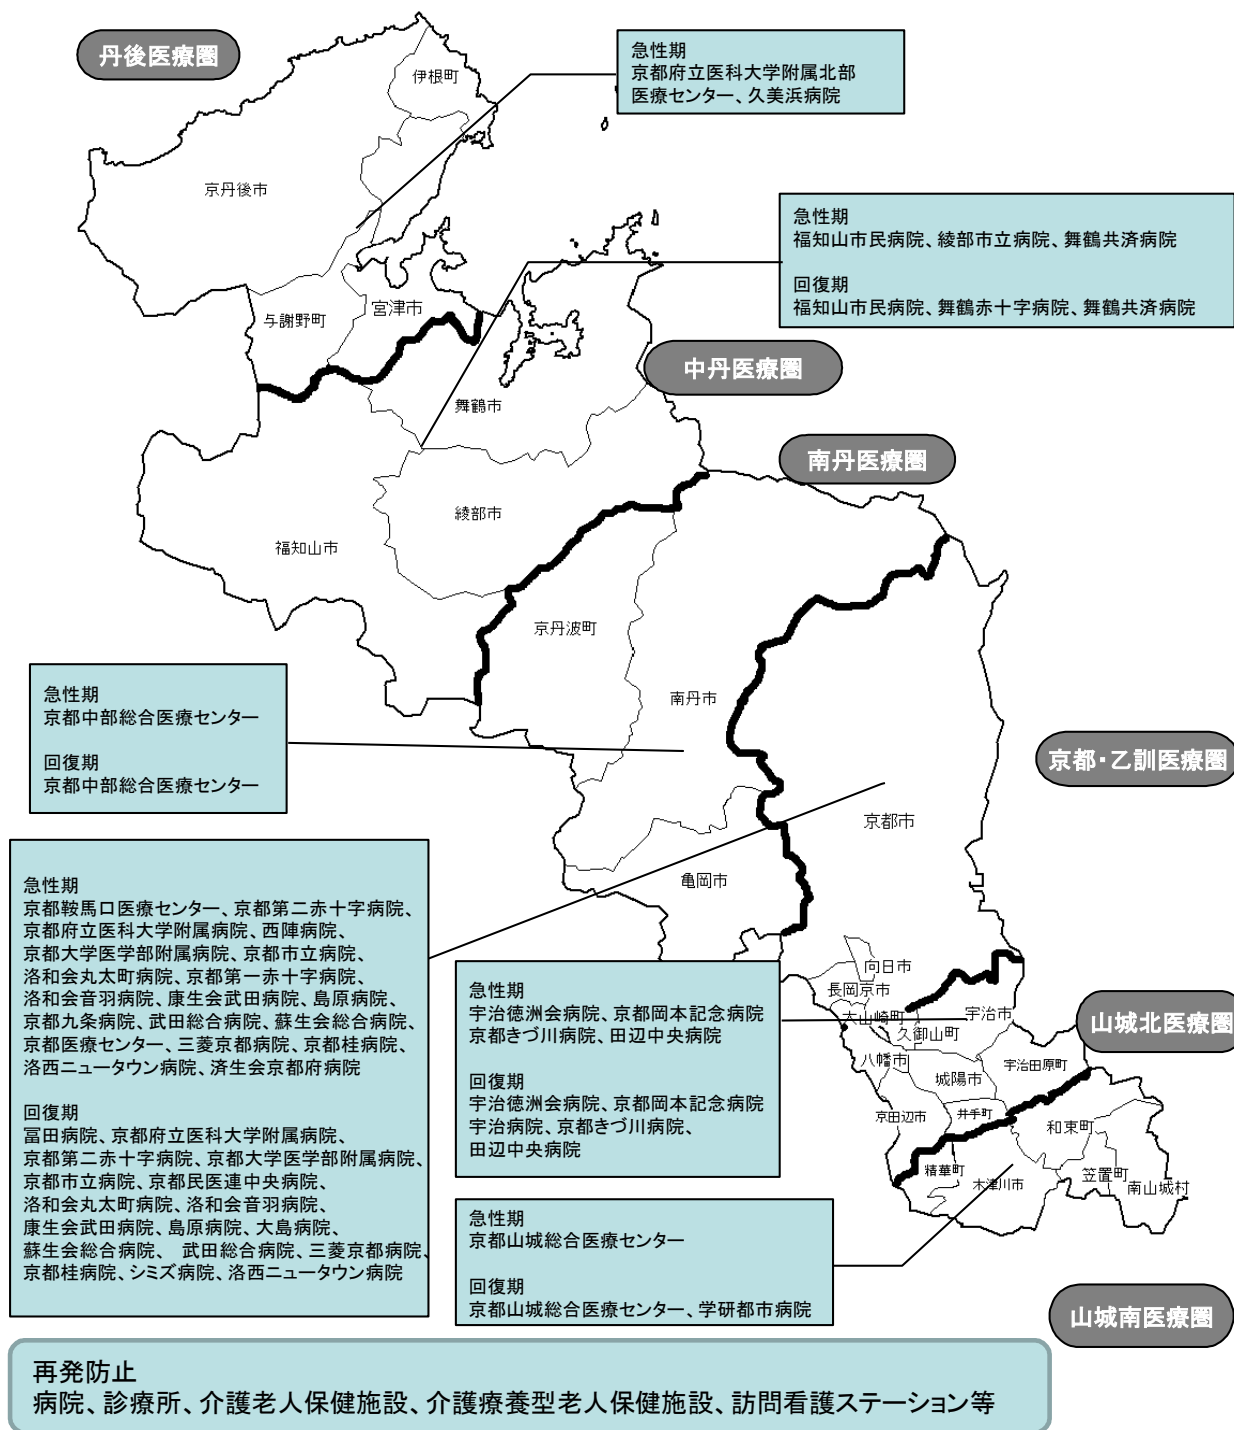 丹後医療圏
急性期
京都府立医科大学附属北部
医療センター、久美浜病院
伊根町
京丹後市
急性期
福知山市民病院、綾部市立病院、舞鶴共済病院
回復期
福知山市民病院、舞鶴赤十字病院、舞鶴共済病院
宮津市
与謝野町
中丹医療圏
舞鶴市
南丹医療圏
綾部市
福知山市
京丹波町
急性期
京都中部総合医療センター
回復期
京都中部総合医療センター
南丹市
京都・乙訓医療圏
京都市
亀岡市
急性期
京都鞍馬口医療センター、京都第二赤十字病院、
京都府立医科大学附属病院、西陣病院、
京都大学医学部附属病院、京都市立病院、
洛和会丸太町病院、京都第一赤十字病院、
洛和会音羽病院、康生会武田病院、島原病院、
京都九条病院、武田総合病院、蘇生会総合病院、
京都医療センター、三菱京都病院、京都桂病院、
洛西ニュータウン病院、済生会京都府病院
回復期
冨田病院、京都府立医科大学附属病院、
京都第二赤十字病院、京都大学医学部附属病院、
京都市立病院、京都民医連中央病院、
洛和会丸太町病院、洛和会音羽病院、
康生会武田病院、島原病院、大島病院、
蘇生会総合病院、 武田総合病院、三菱京都病院、
京都桂病院、シミズ病院、洛西ニュータウン病院
向日市
長岡京市
大山崎町
宇治市
久御山町
急性期
宇治徳洲会病院、京都岡本記念病院
京都きづ川病院、田辺中央病院
回復期
宇治徳洲会病院、京都岡本記念病院
宇治病院、京都きづ川病院、
田辺中央病院
山城北医療圏
八幡市
宇治田原町
城陽市
京田辺市
井手町
和束町
精華町
木津川市
笠置町
南山城村
急性期
京都山城総合医療センター
回復期
京都山城総合医療センター、学研都市病院
山城南医療圏
再発防止
病院、診療所、介護老人保健施設、介護療養型老人保健施設、訪問看護ステーション等